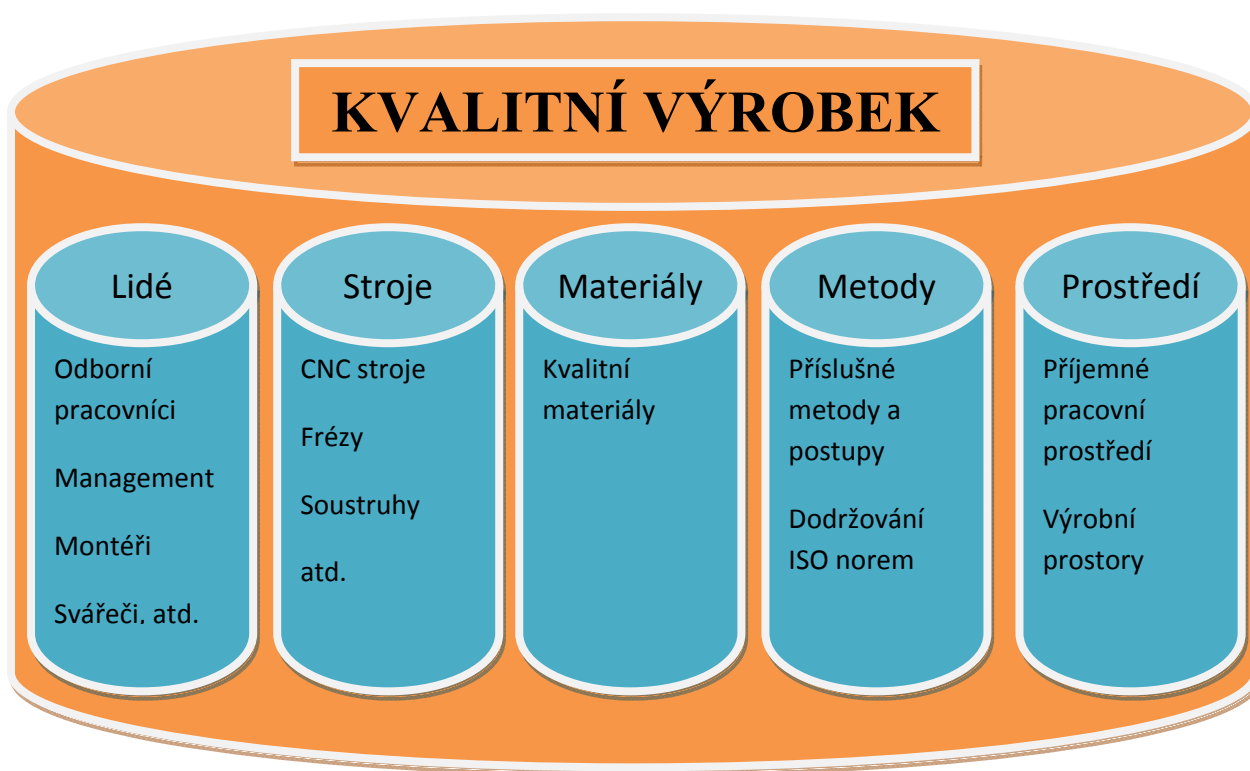 KVALITNÍ VÝROBEK
Lidé
Odborní
pracovníci
Management
Montéři
Svářeči, atd.
Stroje
CNC stroje
Frézy
Soustruhy
atd.
Materiály
Kvalitní
materiály
Metody
Příslušné
metody a
postupy
Dodržování
ISO norem
Prostředí
Příjemné
pracovní
prostředí
Výrobní
prostory